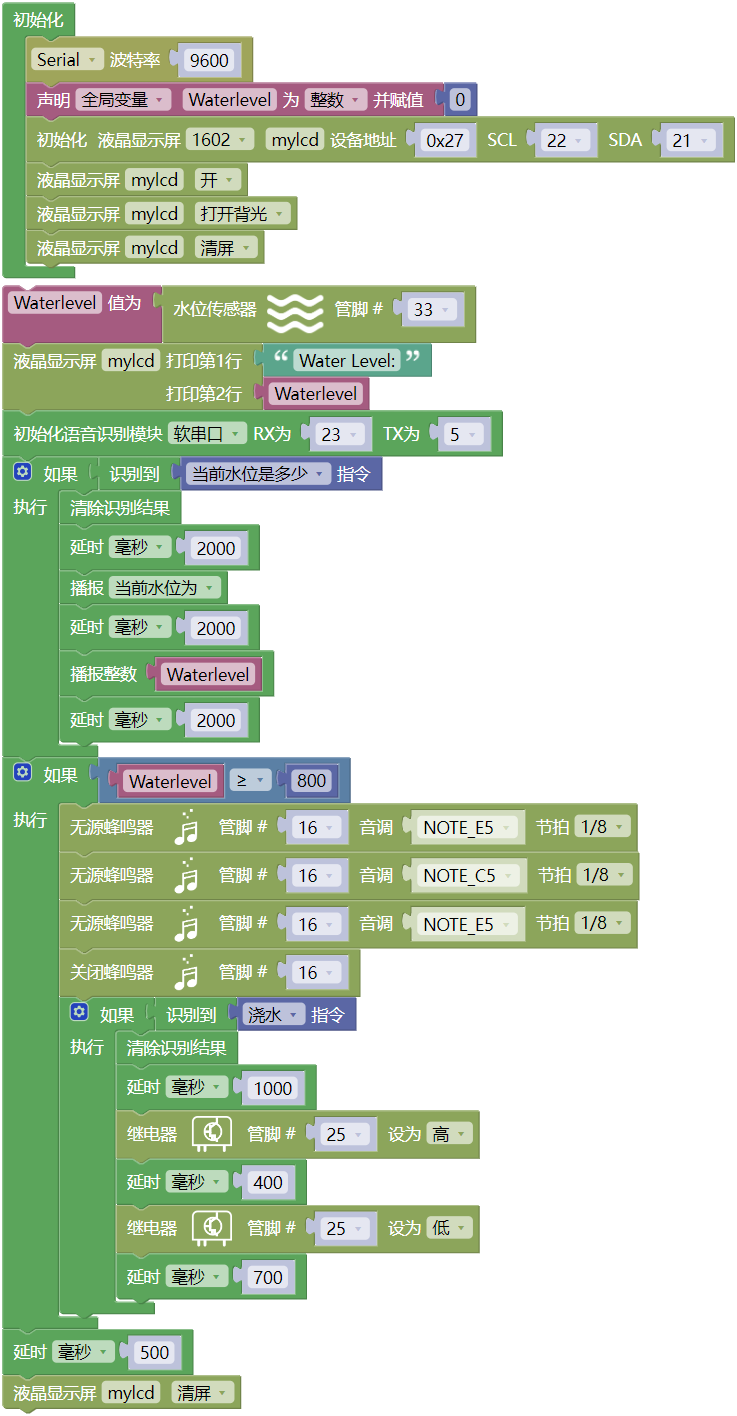 初始化
Serial 波特率 9600
声明 全局变量 Waterlevel 为 整数 并赋值 0
初始化 液晶显示屏 1602 mylcd 设备地址 0x27 SCL 22 SDA 21
液晶显示屏 mylcd 开
液晶显示屏 mylcd 打开背光
液晶显示屏 mylcd 清屏
Waterlevel 值为 水位传感器 管脚 # 33
液晶显示屏 mylcd 打印第1行 “ Water Level: ”
打印第2行 Waterlevel
初始化语音识别模块 软串口 RX为 23 TX为 5
如果 识别到 当前水位是多少 指令
执行 清除识别结果
延时 毫秒 2000
播报 当前水位为
延时 毫秒 2000
播报整数 Waterlevel
延时 毫秒 2000
如果 Waterlevel ≥ 800
执行 无源蜂鸣器 管脚 # 16 音调 NOTE_E5 节拍 1/8
无源蜂鸣器 管脚 # 16 音调 NOTE_C5 节拍 1/8
无源蜂鸣器 管脚 # 16 音调 NOTE_E5 节拍 1/8
关闭蜂鸣器 管脚 # 16
如果 识别到 浇水 指令
执行 清除识别结果
延时 毫秒 1000
继电器 管脚 # 25 设为 高
延时 毫秒 400
继电器 管脚 # 25 设为 低
延时 毫秒 700
延时 毫秒 500
液晶显示屏 mylcd 清屏